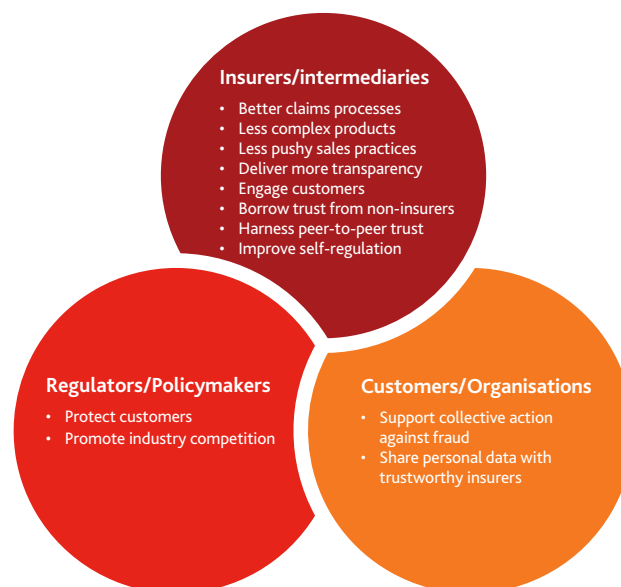 Insurers/intermediaries
• Better claims processes
• Less complex products
• Less pushy sales practices
• Deliver more transparency
• Engage customers
• Borrow trust from non-insurers
• Harness peer-to-peer trust
• Improve self-regulation
Regulators/Policymakers
• Protect customers
• Promote industry competition
Customers/Organisations
• Support collective action
against fraud
• Share personal data with
trustworthy insurers